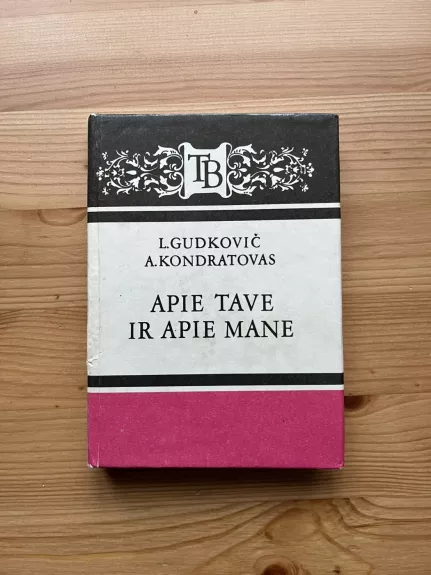 TB
L.GUDKOVIČ
A.KONDRATOVAS
APIE TAVE
IR APIE MANE